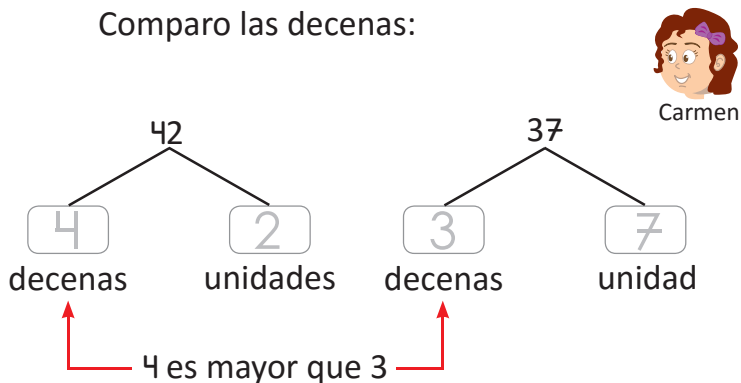 Comparo las decenas:
Carmen
42 37
4 2 3 7
decenas unidades decenas unidad
4 es mayor que 3